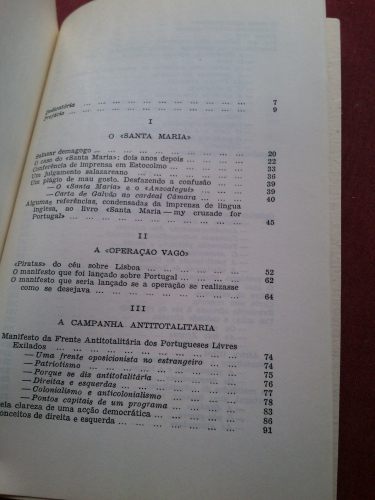 Dedicatória ... 7
Prefácio ... 9
I
O «SANTA MARIA»
Salazar demagogo ... 20
O caso do «Santa Maria»: dois anos depois ... 22
Conferência de imprensa em Estocolmo ... 33
Um julgamento salazareano ... 26
Um plágio de mau gosto. Desfazendo a confusão ... 39
— O «Santa Maria» e o «Anzoategui» ... 39
— Carta de Galvão ao cardeal Câmara ... 40
Algumas referências, condensadas da imprensa de língua
inglesa, ao livro «Santa Maria — my cruzade for
Portugal» ... 45
II
A «OPERAÇÃO VAGÔ»
«Piratas» do céu sobre Lisboa ... 52
O manifesto que foi lançado sobre Portugal ... 62
O manifesto que seria lançado se a operação se realizasse
como se desejava ... 64
III
A CAMPANHA ANTITOTALITÁRIA
Manifesto da Frente Antitotalitária dos Portugueses Livres
Exilados ... 74
— Uma frente oposicionista no estrangeiro ... 74
— Patriotismo ... 75
— Porque se diz antitotalitária ... 76
— Direitas e esquerdas ... 77
— Colonialismo e anticolonialismo ... 77
— Pontos capitais de um programa ... 78
ela clareza de uma acção democrática ... 83
onceitos de direita e esquerda ... 86
91